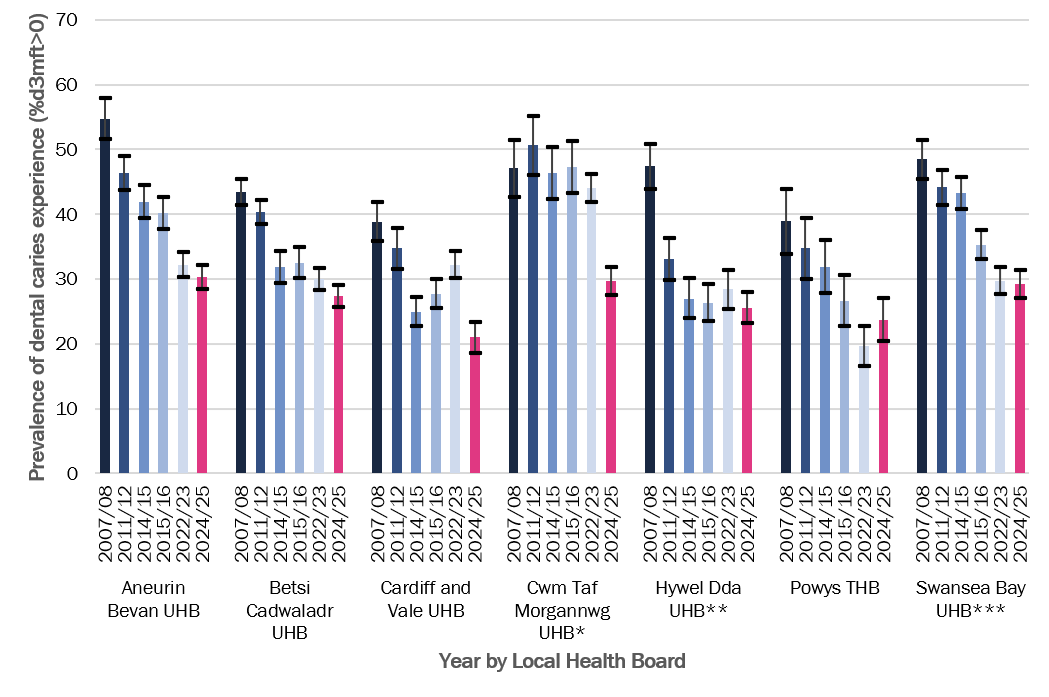 Prevalence of dental caries experience (%d3mft>0)
70
60
50
40
30
20
10
0
2007/08 2011/12 2014/15 2015/16 2022/23 2024/25
2007/08 2011/12 2014/15 2015/16 2022/23 2024/25
2007/08 2011/12 2014/15 2015/16 2022/23 2024/25
2007/08 2011/12 2014/15 2015/16 2022/23 2024/25
2007/08 2011/12 2014/15 2015/16 2022/23 2024/25
2007/08 2011/12 2014/15 2015/16 2022/23 2024/25
2007/08 2011/12 2014/15 2015/16 2022/23 2024/25
Aneurin
Bevan UHB
Betsi
Cadwaladr
UHB
Cardiff and
Vale UHB
Cwm Taf
Morgannwg
UHB*
Hywel Dda
UHB**
Powys THB
Swansea Bay
UHB***
Year by Local Health Board